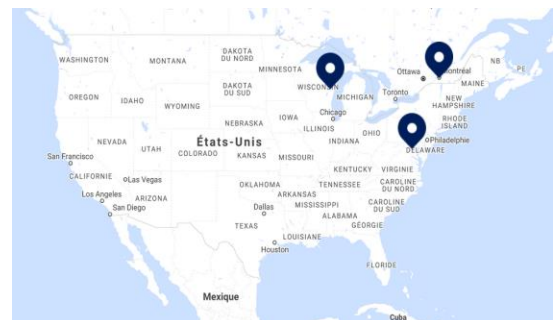 NB
PE
WASHINGTON
MONTANA
DAKOTA
DU NORD
MINNESOTA
Ottawa
Montréal
MAINE
OREGON
IDAHO
WYOMING
DAKOTA
DU SUD
WISCONSIN
MICHIGAN
Toronto
NEW
HAMPSHIRE
RHODE
ISLAND
NEBRASKA
IOWA
Chicago
ILLINOIS
INDIANA
OHIO
Philadelphie
DELAWARE
NEVADA
UTAH
COLORADO
États-Unis
KANSAS
MISSOURI
KENTUCKY
VIRGINIE
San Francisco
CALIFORNIE
Las Vegas
Los Angeles
San Diego
ARIZONA
OKLAHOMA
ARKANSAS
TENNESSEE
CAROLINE
DU NORD
CAROLINE
DU SUD
Dallas
MISSISSIPPI
ALABAMA
GÉORGIE
TEXAS
LOUISIANE
Houston
FLORIDE
Mexique
Cuba